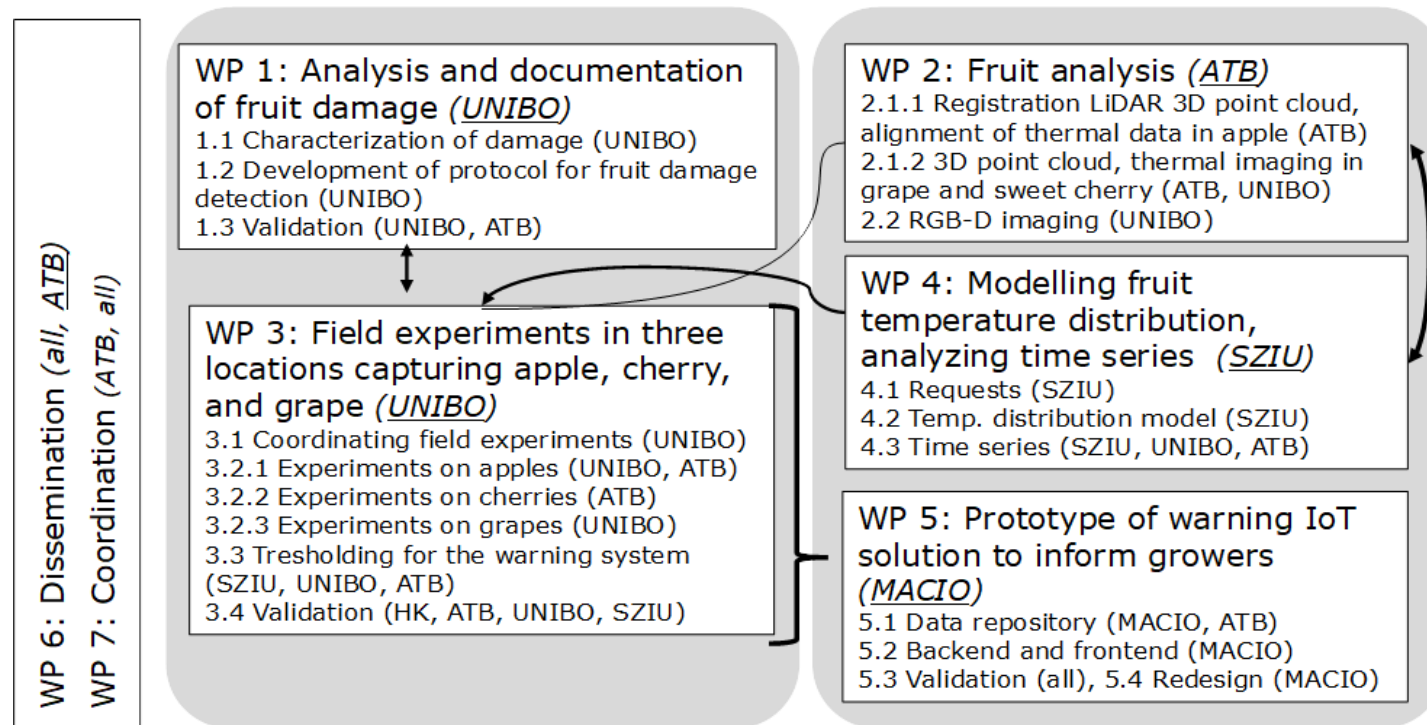 WP 6: Dissemination (all, ATB)
WP 7: Coordination (ATB, all)
WP 1: Analysis and documentation
of fruit damage (UNIBO)
1.1 Characterization of damage (UNIBO)
1.2 Development of protocol for fruit damage
detection (UNIBO)
1.3 Validation (UNIBO, ATB)
WP 3: Field experiments in three
locations capturing apple, cherry,
and grape (UNIBO)
3.1 Coordinating field experiments (UNIBO)
3.2.1 Experiments on apples (UNIBO, ATB)
3.2.2 Experiments on cherries (ATB)
3.2.3 Experiments on grapes (UNIBO)
3.3 Tresholding for the warning system
(SZIU, UNIBO, ATB)
3.4 Validation (HK, ATB, UNIBO, SZIU)
WP 2: Fruit analysis (ATB)
2.1.1 Registration LiDAR 3D point cloud,
alignment of thermal data in apple (ATB)
2.1.2 3D point cloud, thermal imaging in
grape and sweet cherry (ATB, UNIBO)
2.2 RGB-D imaging (UNIBO)
WP 4: Modelling fruit
temperature distribution,
analyzing time series (SZIU)
4.1 Requests (SZIU)
4.2 Temp. distribution model (SZIU)
4.3 Time series (SZIU, UNIBO, ATB)
WP 5: Prototype of warning IoT
solution to inform growers
(MACIO)
5.1 Data repository (MACIO, ATB)
5.2 Backend and frontend (MACIO)
5.3 Validation (all), 5.4 Redesign (MACIO)